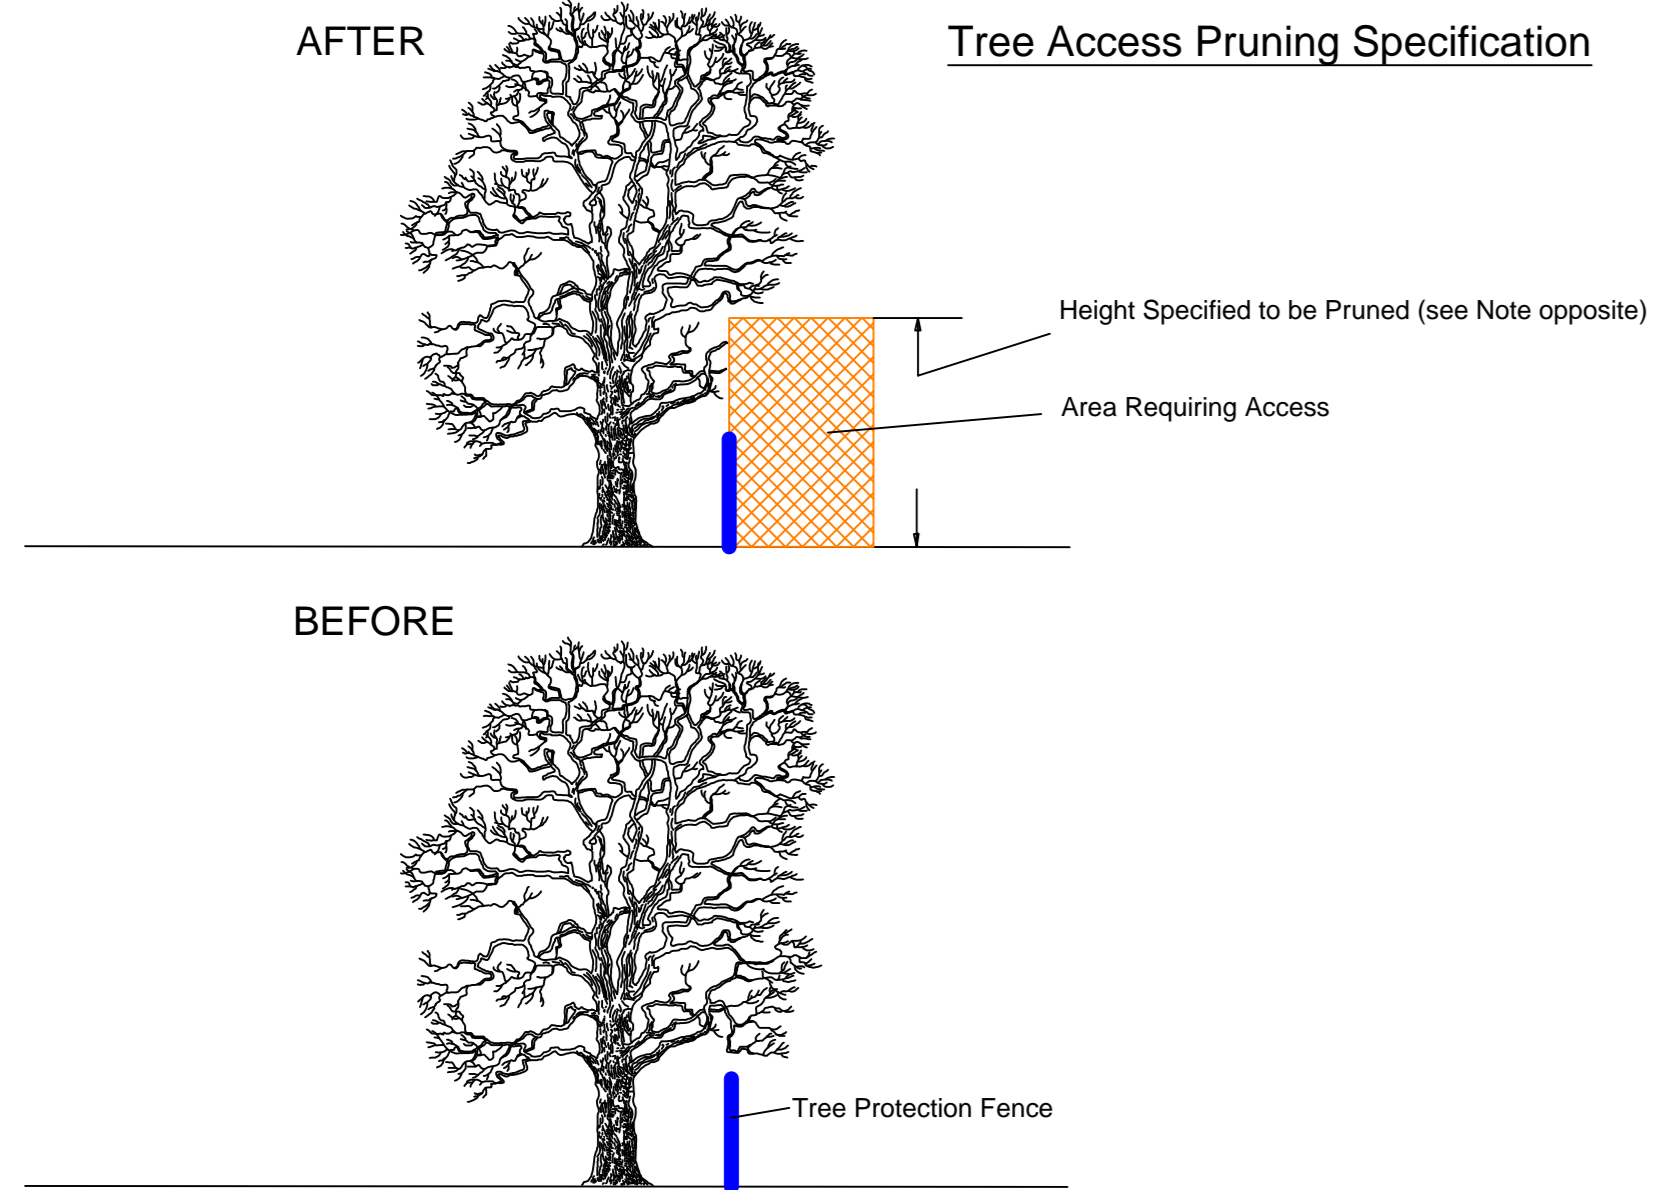 AFTER
Tree Access Pruning Specification
Height Specified to be Pruned (see Note opposite)
Area Requiring Access
BEFORE
Tree Protection Fence